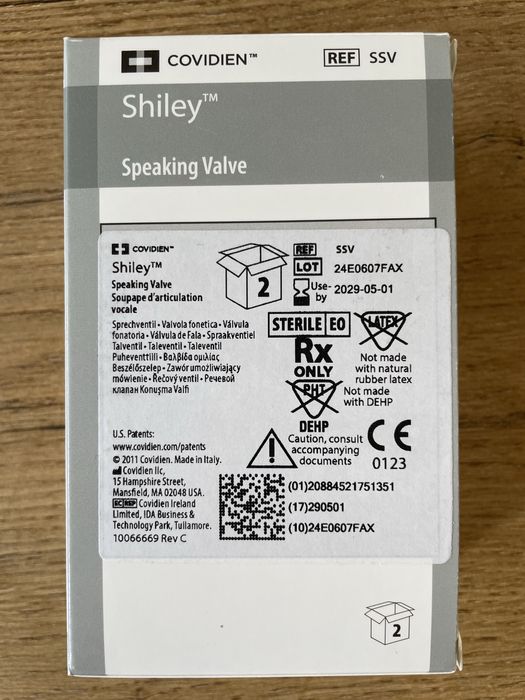 COVIDIEN™
REF SSV
Shiley™
Speaking Valve
COVIDIEN™
Shiley™
Speaking Valve
Soupape d'articulation
vocale
Sprechventil • Valvola fonetica • Válvula
fonatoria • Válvula de Fala • Spraakventiel
Talventil • Taleventil • Taleventil
Puheventtiili • Βαλβίδα ομιλίας
Beszélőszelep • Zawór umożliwiający
mówienie • Řečový ventil • Речевой
клапан Konuşma Valfi
U.S. Patents:
www.covidien.com/patents
© 2011 Covidien. Made in Italy.
Covidien llc,
15 Hampshire Street,
Mansfield, MA 02048 USA.
EC REP Covidien Ireland
Limited, IDA Business &
Technology Park, Tullamore.
10066669 Rev C
2
REF SSV
LOT 24E0607FAX
Use-
by 2029-05-01
STERILE EO
LATEX
Rx
ONLY
Not made
with natural
rubber latex
PHT
DEHP
Not made
with DEHP
Caution, consult
accompanying
documents
CE
0123
(01)20884521751351
(17)290501
(10)24E0607FAX
2